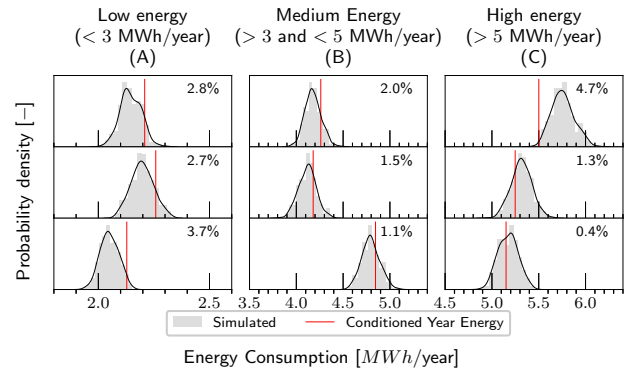 Low energy
(< 3 MWh/year)
(A)
Medium Energy
(> 3 and < 5 MWh/year)
(B)
High energy
(> 5 MWh/year)
(C)
Probability density [−]
2.8%
2.0%
4.7%
2.7%
1.5%
1.3%
3.7%
1.1%
0.4%
2.0 2.5
3.5 4.0 4.5 5.0
4.5 5.0 5.5 6.0
Simulated
Conditioned Year Energy
Energy Consumption [MWh/year]